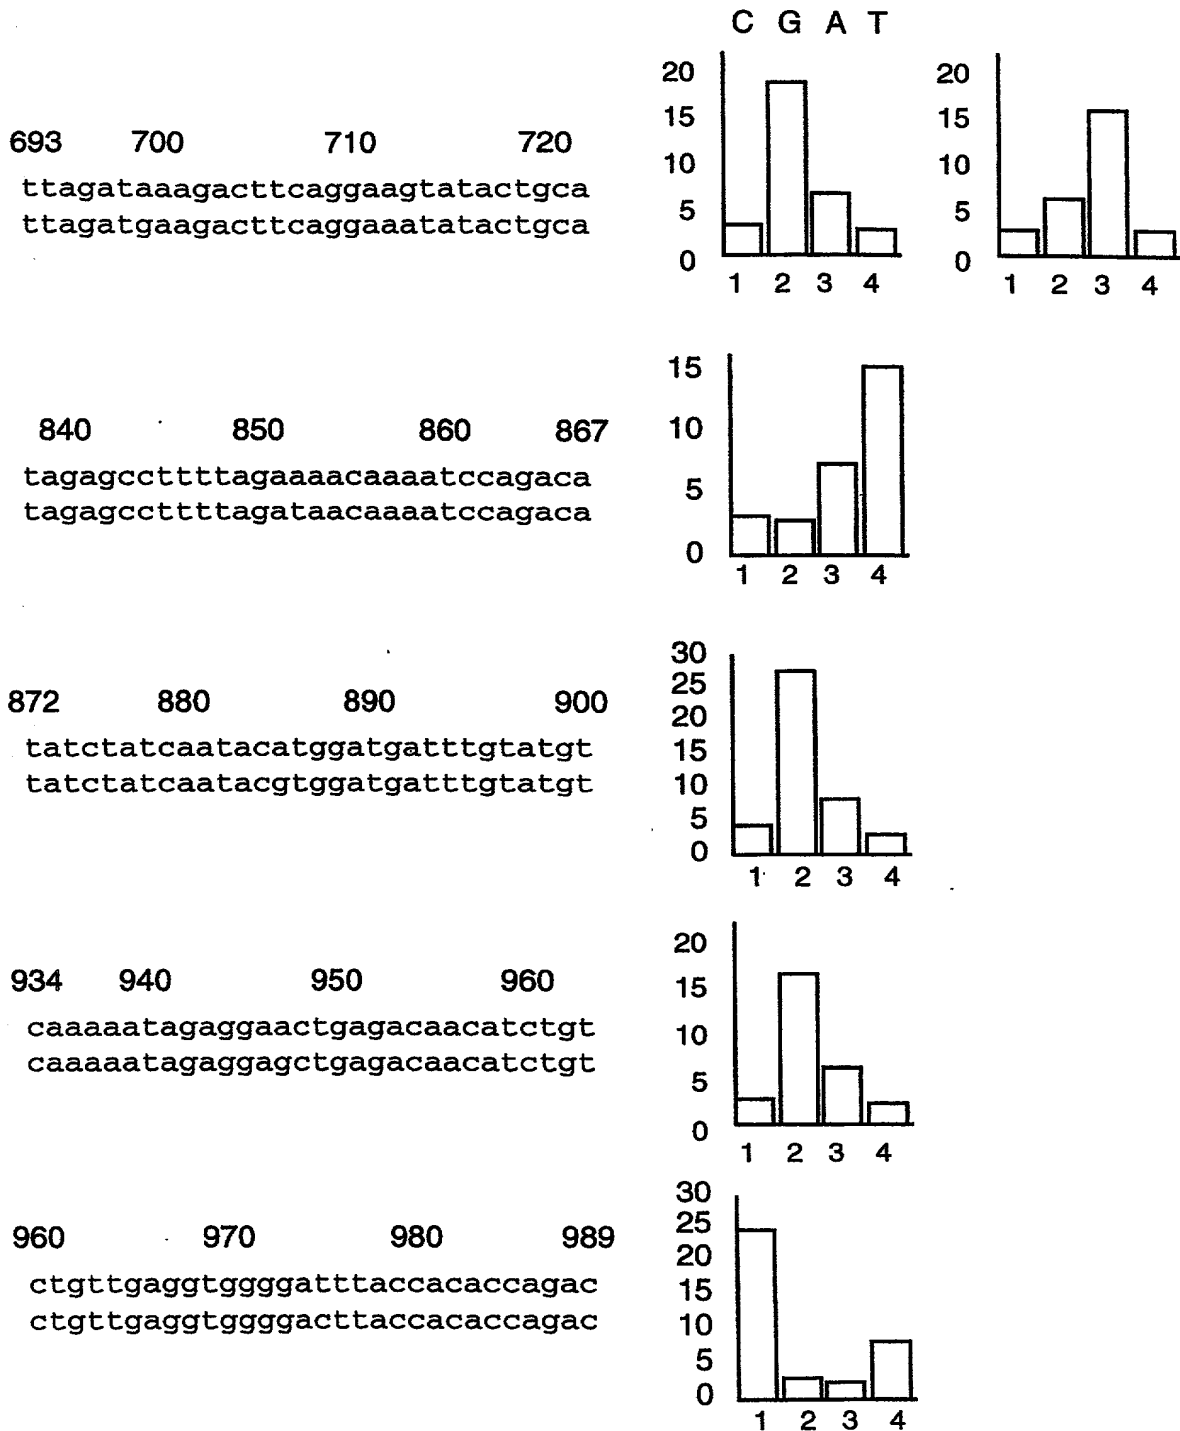 C G A T
20 20
15 15
693 700 710 720
10 10
ttagataaagacttcaggaagtatactgca
5 5
ttagatgaagacttcaggaaatatactgca
0 0
1 2 3 4 1 2 3 4
15
840 850 860 867
10
tagagccttttagaaaacaaaatccagaca
5
tagagccttttagataacaaaatccagaca
0
1 2 3 4
30
25
872 880 890 900
20
tatctatcaatacatggatgatttgtatgt
15
tatctatcaatacgtggatgatttgtatgt
10
5
0
1 2 3 4
20
934 940 950 960
15
caaaaatagaggaactgagacaacatctgt
10
caaaaatagaggagctgagacaacatctgt
5
0
1 2 3 4
30
25
960 970 980 989
20
ctgttgaggtggggatttaccacaccagac
15
ctgttgaggtggggacttaccacaccagac
10
5
0
1 2 3 4